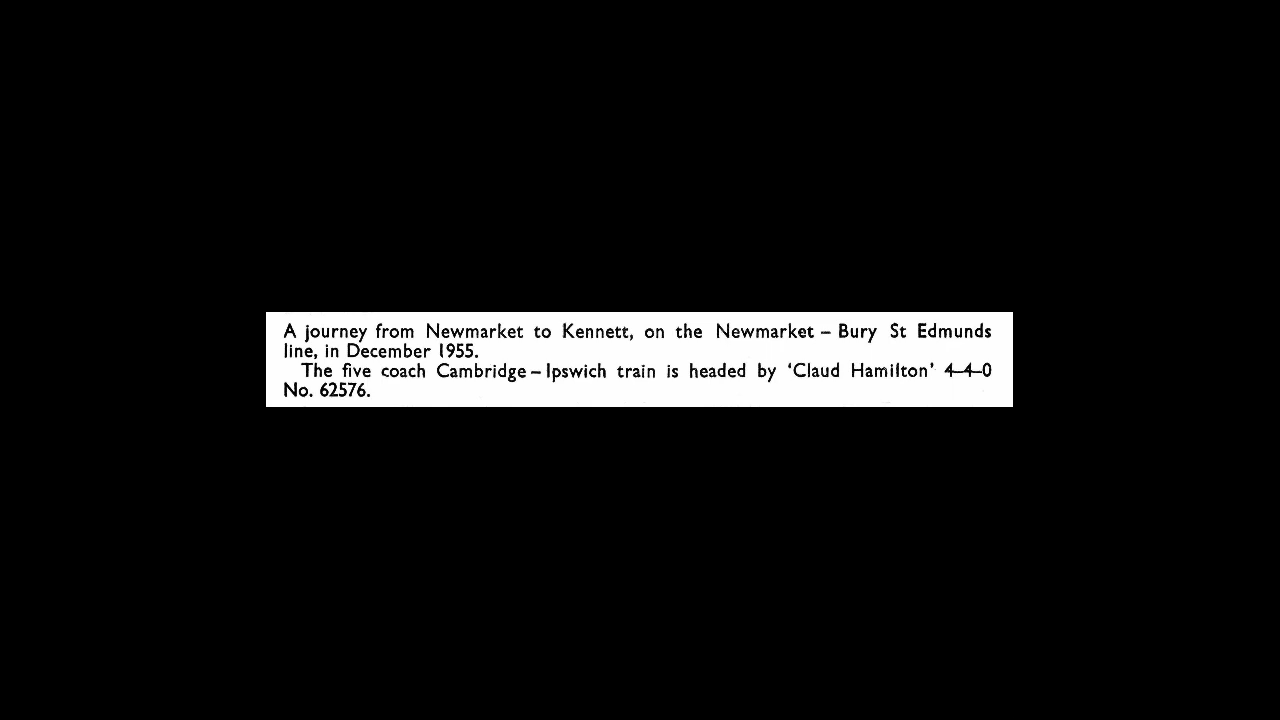 A journey from Newmarket to Kennett, on the Newmarket – Bury St Edmunds
line, in December 1955.
The five coach Cambridge – Ipswich train is headed by ‘Claud Hamilton’ 4–4–0
No. 62576.